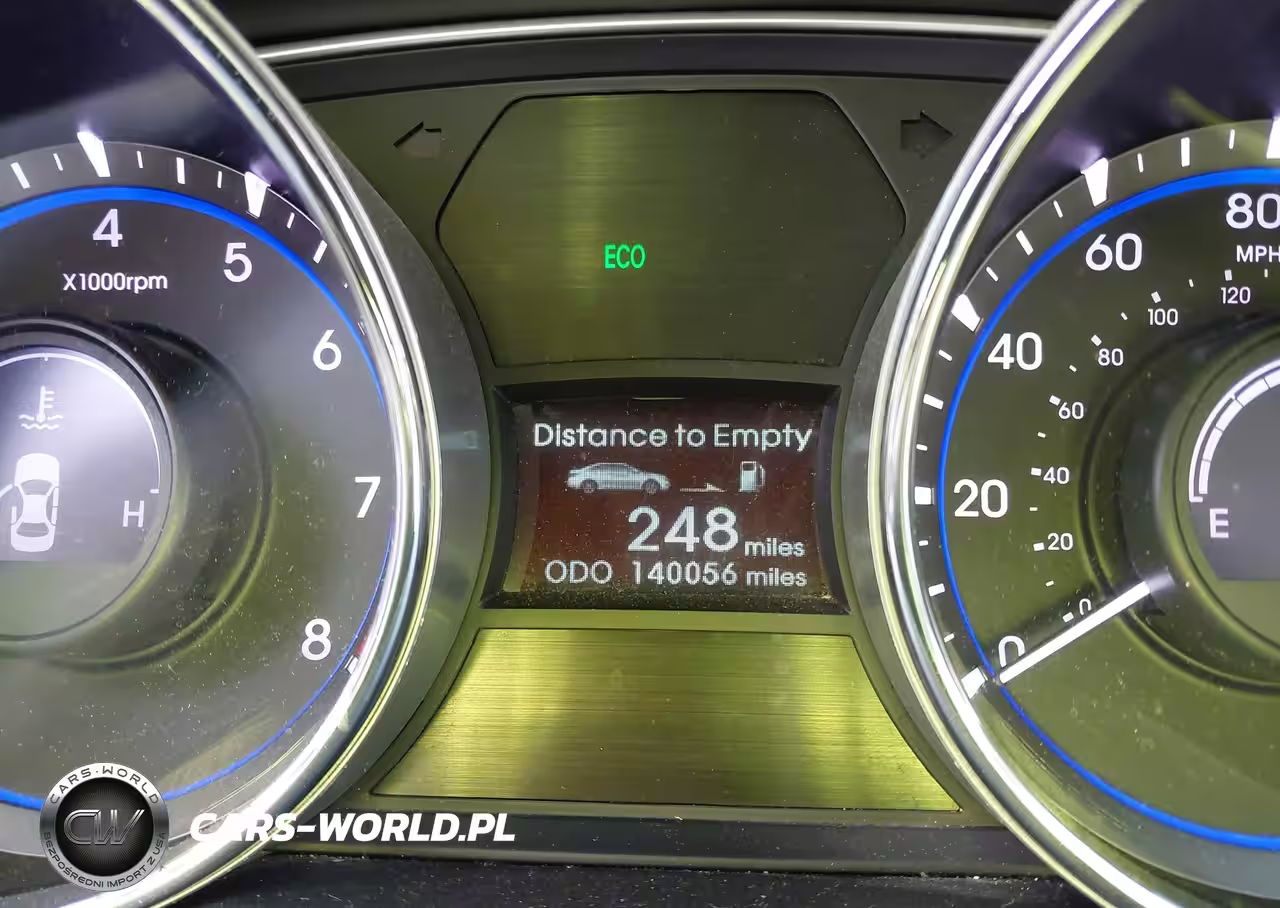 4
5
X1000rpm
6
7
8
H
ECO
Distance to Empty
248 miles
ODO 140056 miles
80
MPH
60
120
100
40
80
60
20
40
20
0
0
E
CARS-WORLD
CW
BEZPOŚREDNI IMPORT Z USA
CARS-WORLD.PL